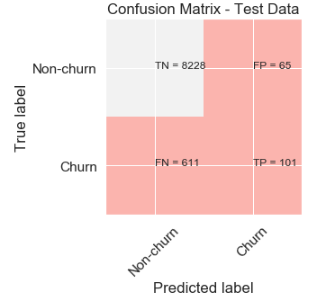 Confusion Matrix - Test Data
Non-churn
TN = 8228
FP = 65
True label
Churn
FN = 611
TP = 101
Non-churn
Churn
Predicted label